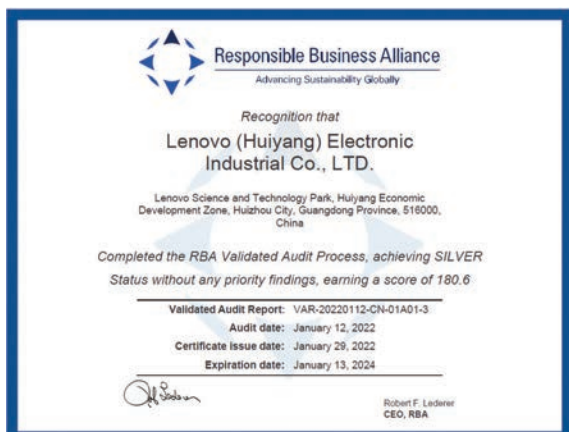 Responsible Business Alliance
Advancing Sustainability Globally
Recognition that
Lenovo (Huiyang) Electronic
Industrial Co., LTD.
Lenovo Science and Technology Park, Huiyang Economic
Development Zone, Huizhou City, Guangdong Province, 516000,
China
Completed the RBA Validated Audit Process, achieving SILVER
Status without any priority findings, earning a score of 180.6
Validated Audit Report: VAR-20220112-CN-01A01-3
Audit date: January 12, 2022
Certificate issue date: January 29, 2022
Expiration date: January 13, 2024
Robert F. Lederer
CEO, RBA